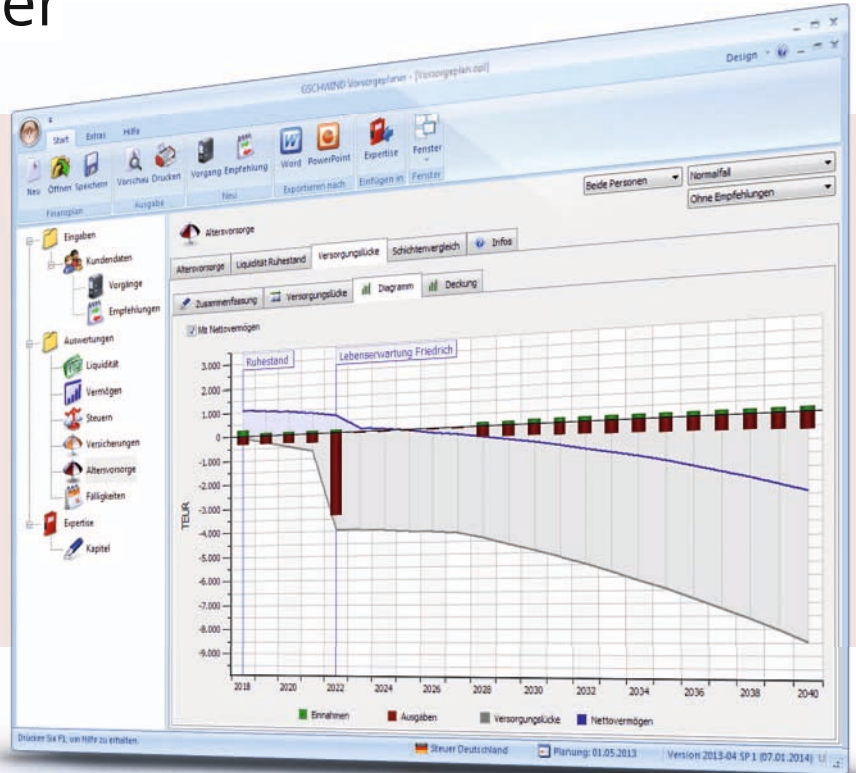 er
GSCHWIND Vorsorgeplaner - [Vorsorgeplan.opl]
Design
Start Extras Hilfe
Neu Öffnen Speichern Vorschau Drucken Vorgang Empfehlung Word PowerPoint Expertise Fenster
Finanzplan Ausgabe Neu Exportieren nach Einfügen in Fenster
Beide Personen Normalfall
Ohne Empfehlungen
Eingaben
Kundendaten
Vorgänge
Empfehlungen
Auswertungen
Liquidität
Vermögen
Steuern
Versicherungen
Altersvorsorge
Fälligkeiten
Expertise
Kapitel
Altersvorsorge
Altersvorsorge Liquidität Ruhestand Versorgungslücke Schichtenvergleich Infos
Zusammenfassung Versorgungslücke Diagramm Deckung
Mit Nettovermögen
Ruhestand Lebenserwartung Friedrich
3.000
2.000
1.000
0
-1.000
-2.000
-3.000
-4.000
-5.000
-6.000
-7.000
-8.000
-9.000
TEUR
2018 2020 2022 2024 2026 2028 2030 2032 2034 2036 2038 2040
Einnahmen Ausgaben Versorgungslücke Nettovermögen
Drücken Sie F1, um Hilfe zu erhalten.
Steuer Deutschland Planung: 01.05.2013 Version 2013-04 SP 1 (07.01.2014)